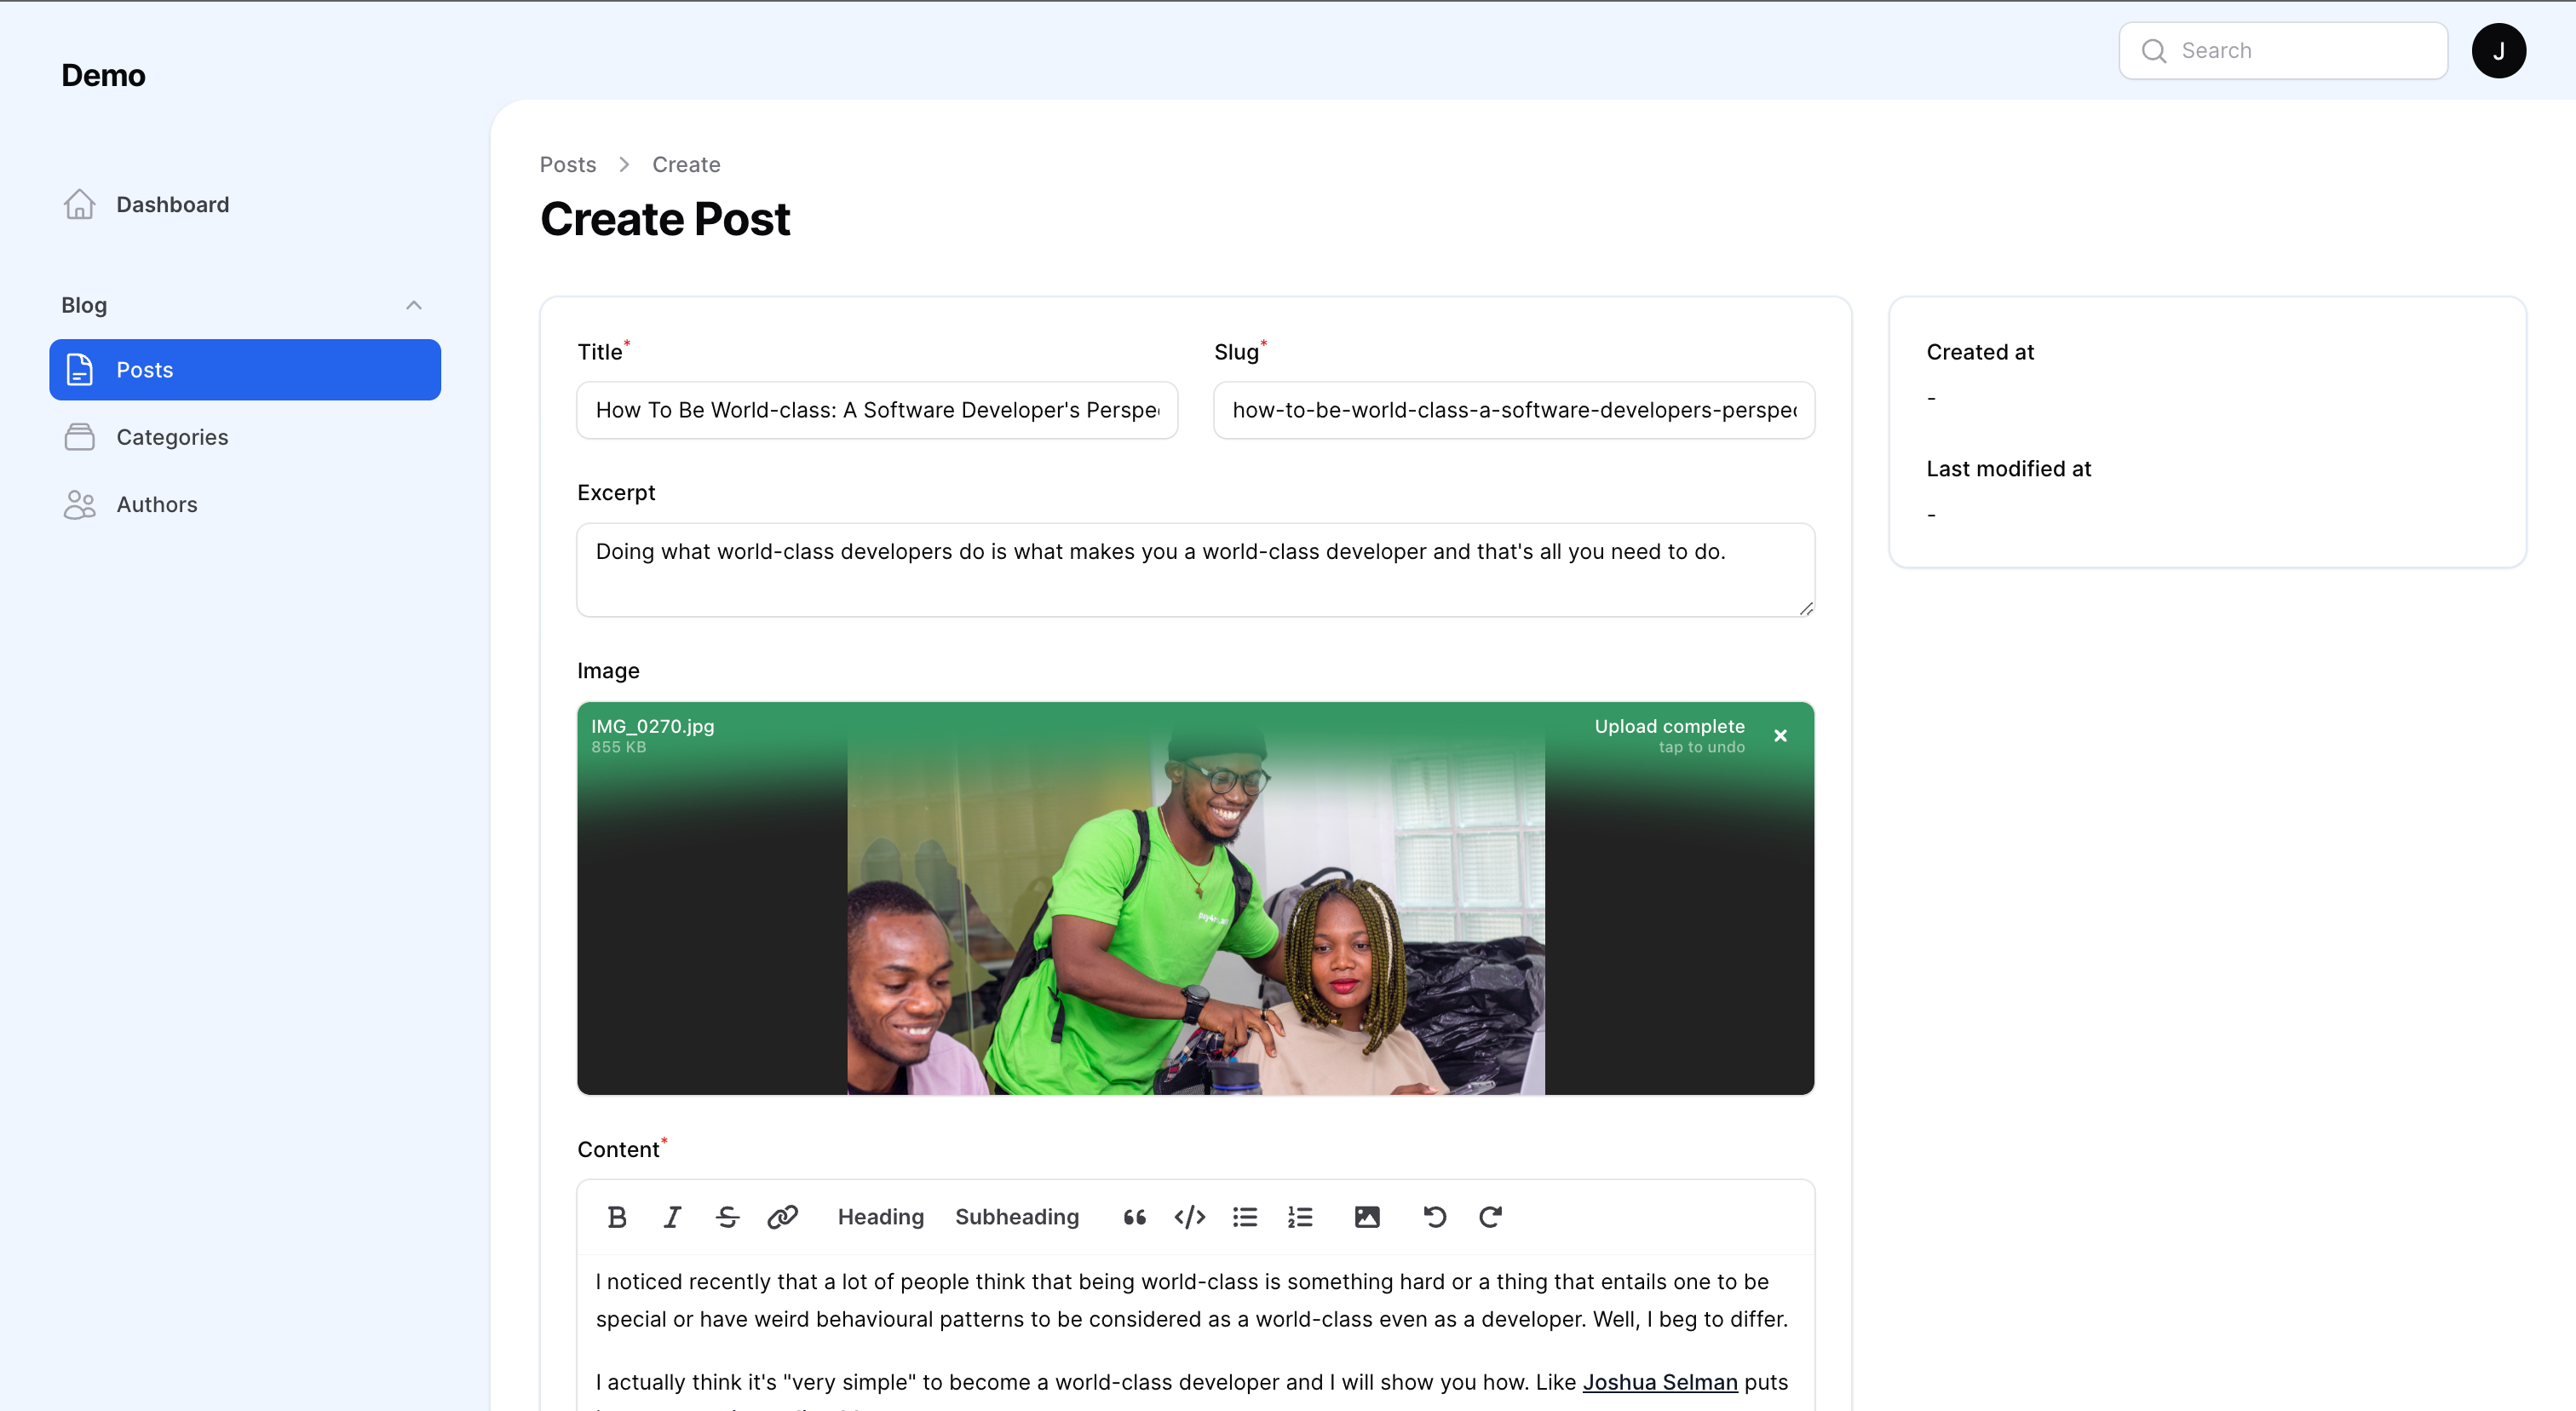 Search
J
Demo
Dashboard
Blog
Posts
Categories
Authors
Posts > Create
Create Post
Title*
Slug*
How To Be World-class: A Software Developer's Perspe
how-to-be-world-class-a-software-developers-perspe
Excerpt
Doing what world-class developers do is what makes you a world-class developer and that's all you need to do.
Image
IMG_0270.jpg
855 KB
Upload complete
tap to undo
Content*
Heading
Subheading
I noticed recently that a lot of people think that being world-class is something hard or a thing that entails one to be
special or have weird behavioural patterns to be considered as a world-class even as a developer. Well, I beg to differ.
I actually think it's "very simple" to become a world-class developer and I will show you how. Like Joshua Selman puts
Created at
-
Last modified at
-